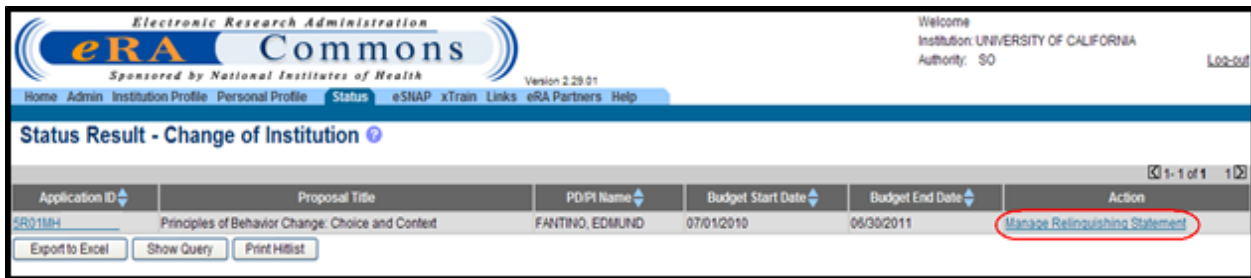 Electronic Research Administration
eRA Commons
Sponsored by National Institutes of Health
Version 2.29.01
Welcome
Institution: UNIVERSITY OF CALIFORNIA
Authority: SO
Log-out
Home Admin Institution Profile Personal Profile Status eSNAP xTrain Links eRA Partners Help
Status Result - Change of Institution
1- 1 of 1 1
Application ID Proposal Title PD/PI Name Budget Start Date Budget End Date Action
5R01MH Principles of Behavior Change: Choice and Context FANTINO, EDMUND 07/01/2010 06/30/2011 Manage Relinquishing Statement
Export to Excel Show Query Print Hitlist